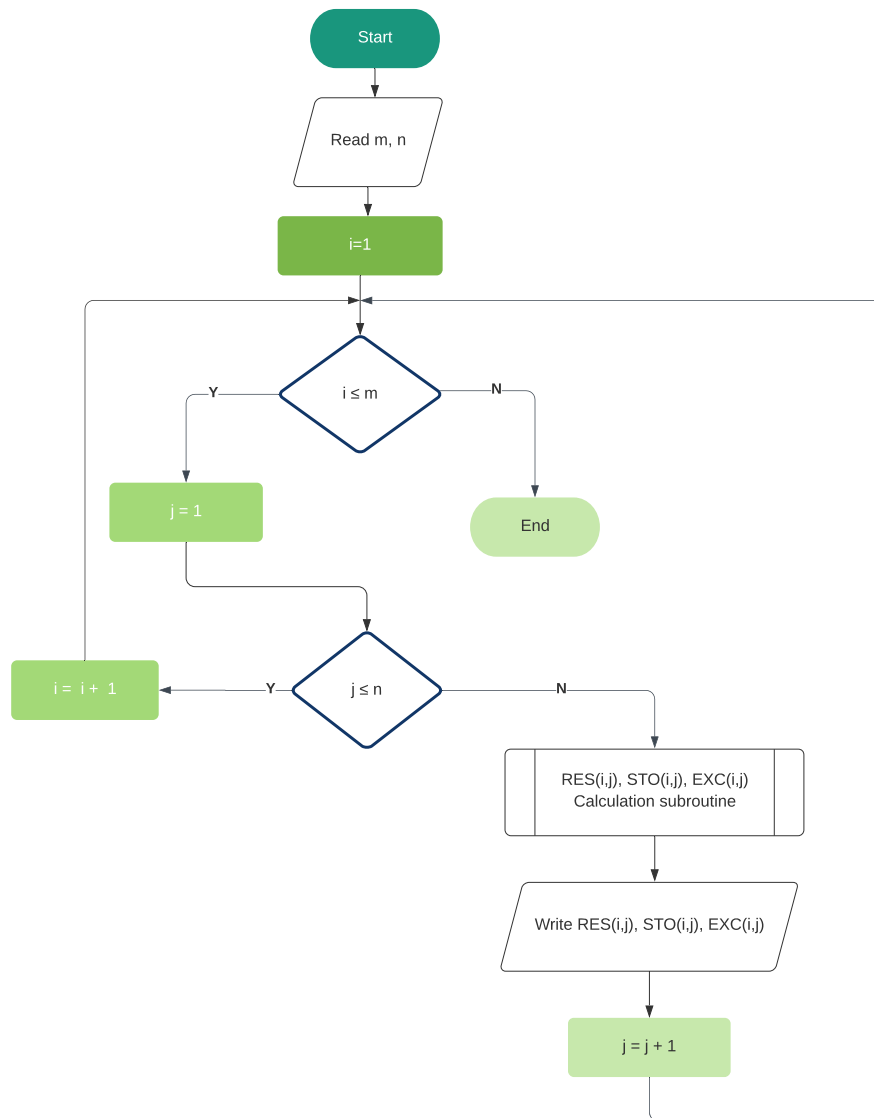 Start
Read m, n
i=1
i ≤ m
Y
N
j = 1
End
j ≤ n
Y
N
i = i + 1
RES(i,j), STO(i,j), EXC(i,j)
Calculation subroutine
Write RES(i,j), STO(i,j), EXC(i,j)
j = j + 1